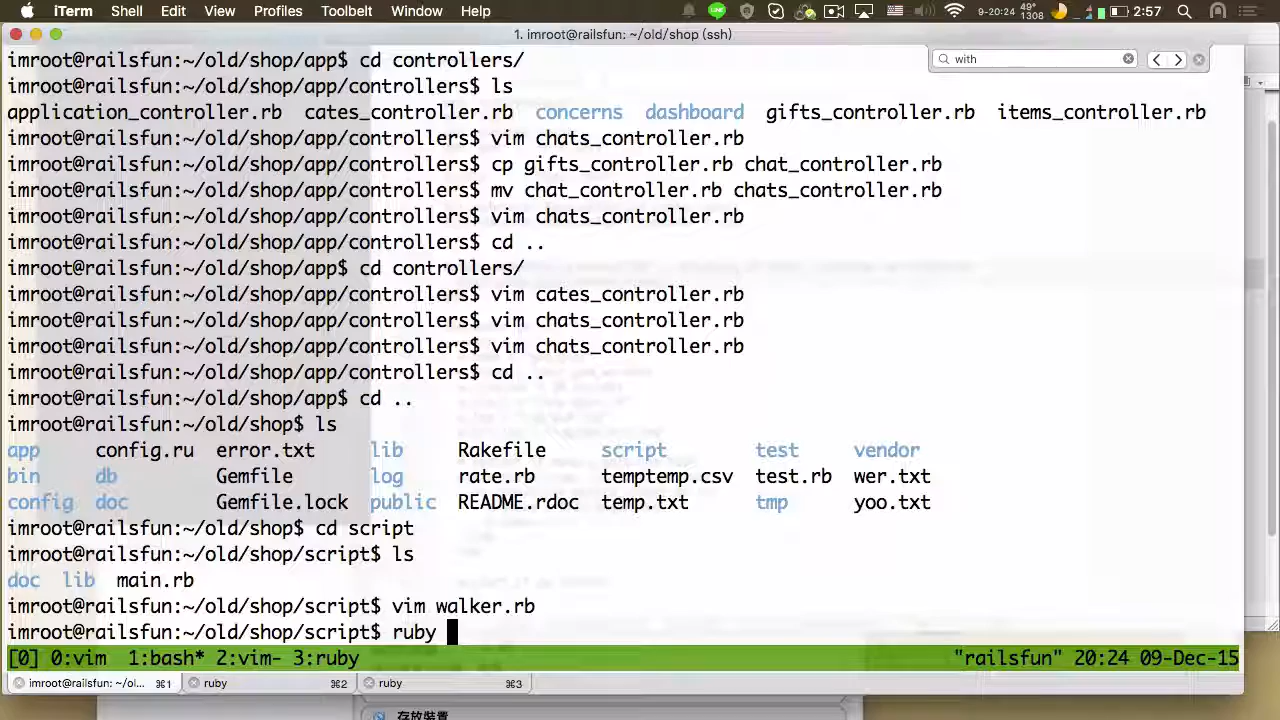 iTerm Shell Edit View Profiles Toolbelt Window Help 9-20:24 49° 1308 2:57
1. imroot@railsfun: ~/old/shop (ssh)
imroot@railsfun:~/old/shop/app$ cd controllers/
with
imroot@railsfun:~/old/shop/app/controllers$ ls
application_controller.rb cates_controller.rb concerns dashboard gifts_controller.rb items_controller.rb
imroot@railsfun:~/old/shop/app/controllers$ vim chats_controller.rb
imroot@railsfun:~/old/shop/app/controllers$ cp gifts_controller.rb chat_controller.rb
imroot@railsfun:~/old/shop/app/controllers$ mv chat_controller.rb chats_controller.rb
imroot@railsfun:~/old/shop/app/controllers$ vim chats_controller.rb
imroot@railsfun:~/old/shop/app/controllers$ cd ..
imroot@railsfun:~/old/shop/app$ cd controllers/
imroot@railsfun:~/old/shop/app/controllers$ vim cates_controller.rb
imroot@railsfun:~/old/shop/app/controllers$ vim chats_controller.rb
imroot@railsfun:~/old/shop/app/controllers$ vim chats_controller.rb
imroot@railsfun:~/old/shop/app/controllers$ cd ..
imroot@railsfun:~/old/shop/app$ cd ..
imroot@railsfun:~/old/shop$ ls
app config.ru error.txt lib Rakefile script test vendor
bin db Gemfile log rate.rb temptemp.csv test.rb wer.txt
config doc Gemfile.lock public README.rdoc temp.txt tmp yoo.txt
imroot@railsfun:~/old/shop$ cd script
imroot@railsfun:~/old/shop/script$ ls
doc lib main.rb
imroot@railsfun:~/old/shop/script$ vim walker.rb
imroot@railsfun:~/old/shop/script$ ruby
[0] 0:vim 1:bash* 2:vim- 3:ruby "railsfun" 20:24 09-Dec-15
imroot@railsfun: ~/ol... ⌘1 ruby ⌘2 ruby ⌘3
存放裝置